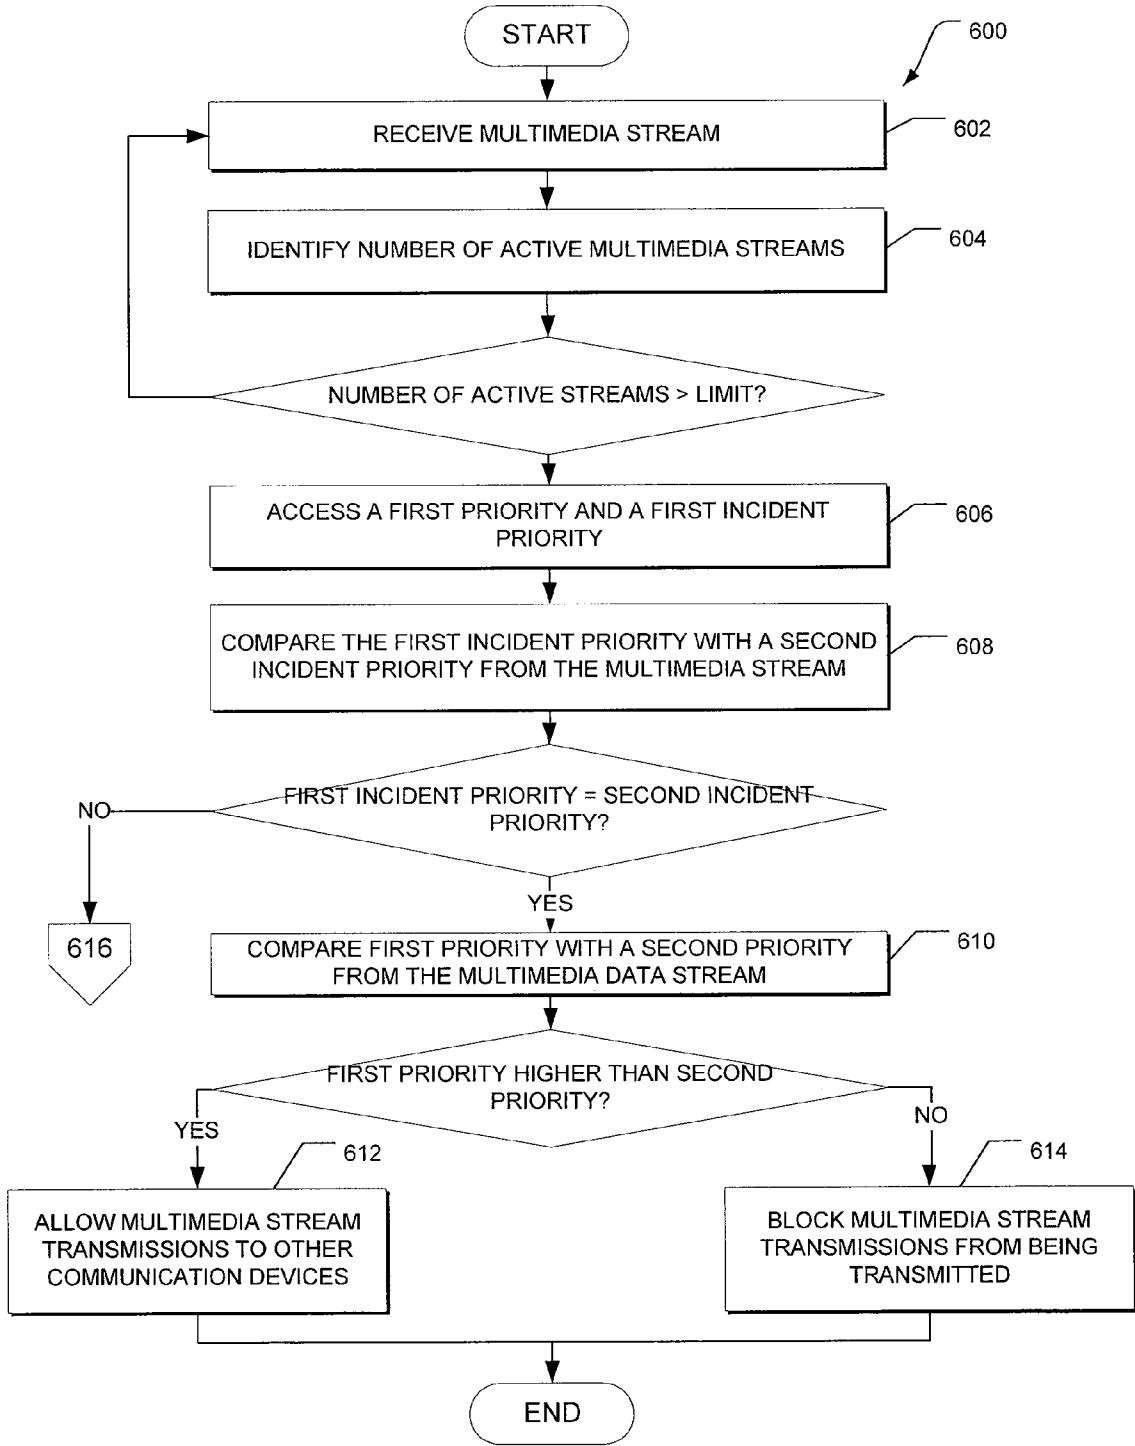 START
600
RECEIVE MULTIMEDIA STREAM
602
IDENTIFY NUMBER OF ACTIVE MULTIMEDIA STREAMS
604
NUMBER OF ACTIVE STREAMS > LIMIT?
ACCESS A FIRST PRIORITY AND A FIRST INCIDENT
PRIORITY
606
COMPARE THE FIRST INCIDENT PRIORITY WITH A SECOND
INCIDENT PRIORITY FROM THE MULTIMEDIA STREAM
608
FIRST INCIDENT PRIORITY = SECOND INCIDENT
PRIORITY?
NO
616
YES
COMPARE FIRST PRIORITY WITH A SECOND PRIORITY
FROM THE MULTIMEDIA DATA STREAM
610
FIRST PRIORITY HIGHER THAN SECOND
PRIORITY?
YES
NO
612
614
ALLOW MULTIMEDIA STREAM
TRANSMISSIONS TO OTHER
COMMUNICATION DEVICES
BLOCK MULTIMEDIA STREAM
TRANSMISSIONS FROM BEING
TRANSMITTED
END